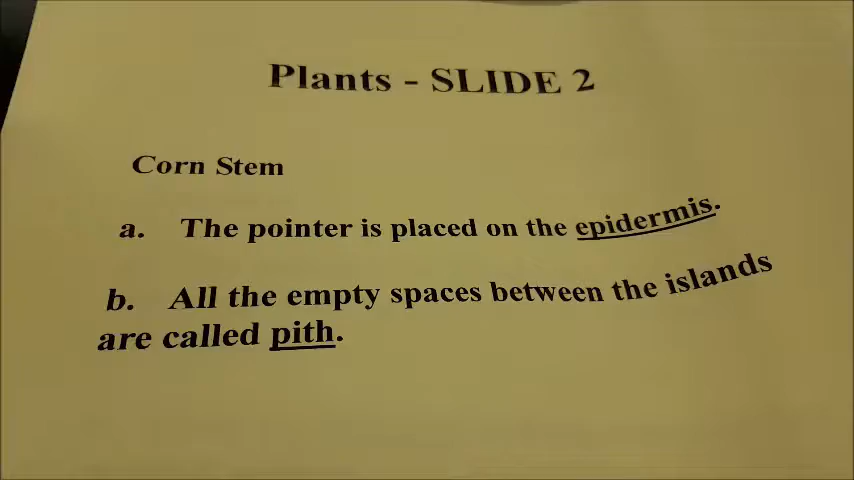 Plants - SLIDE 2
Corn Stem
a. The pointer is placed on the epidermis.
b. All the empty spaces between the islands
are called pith.